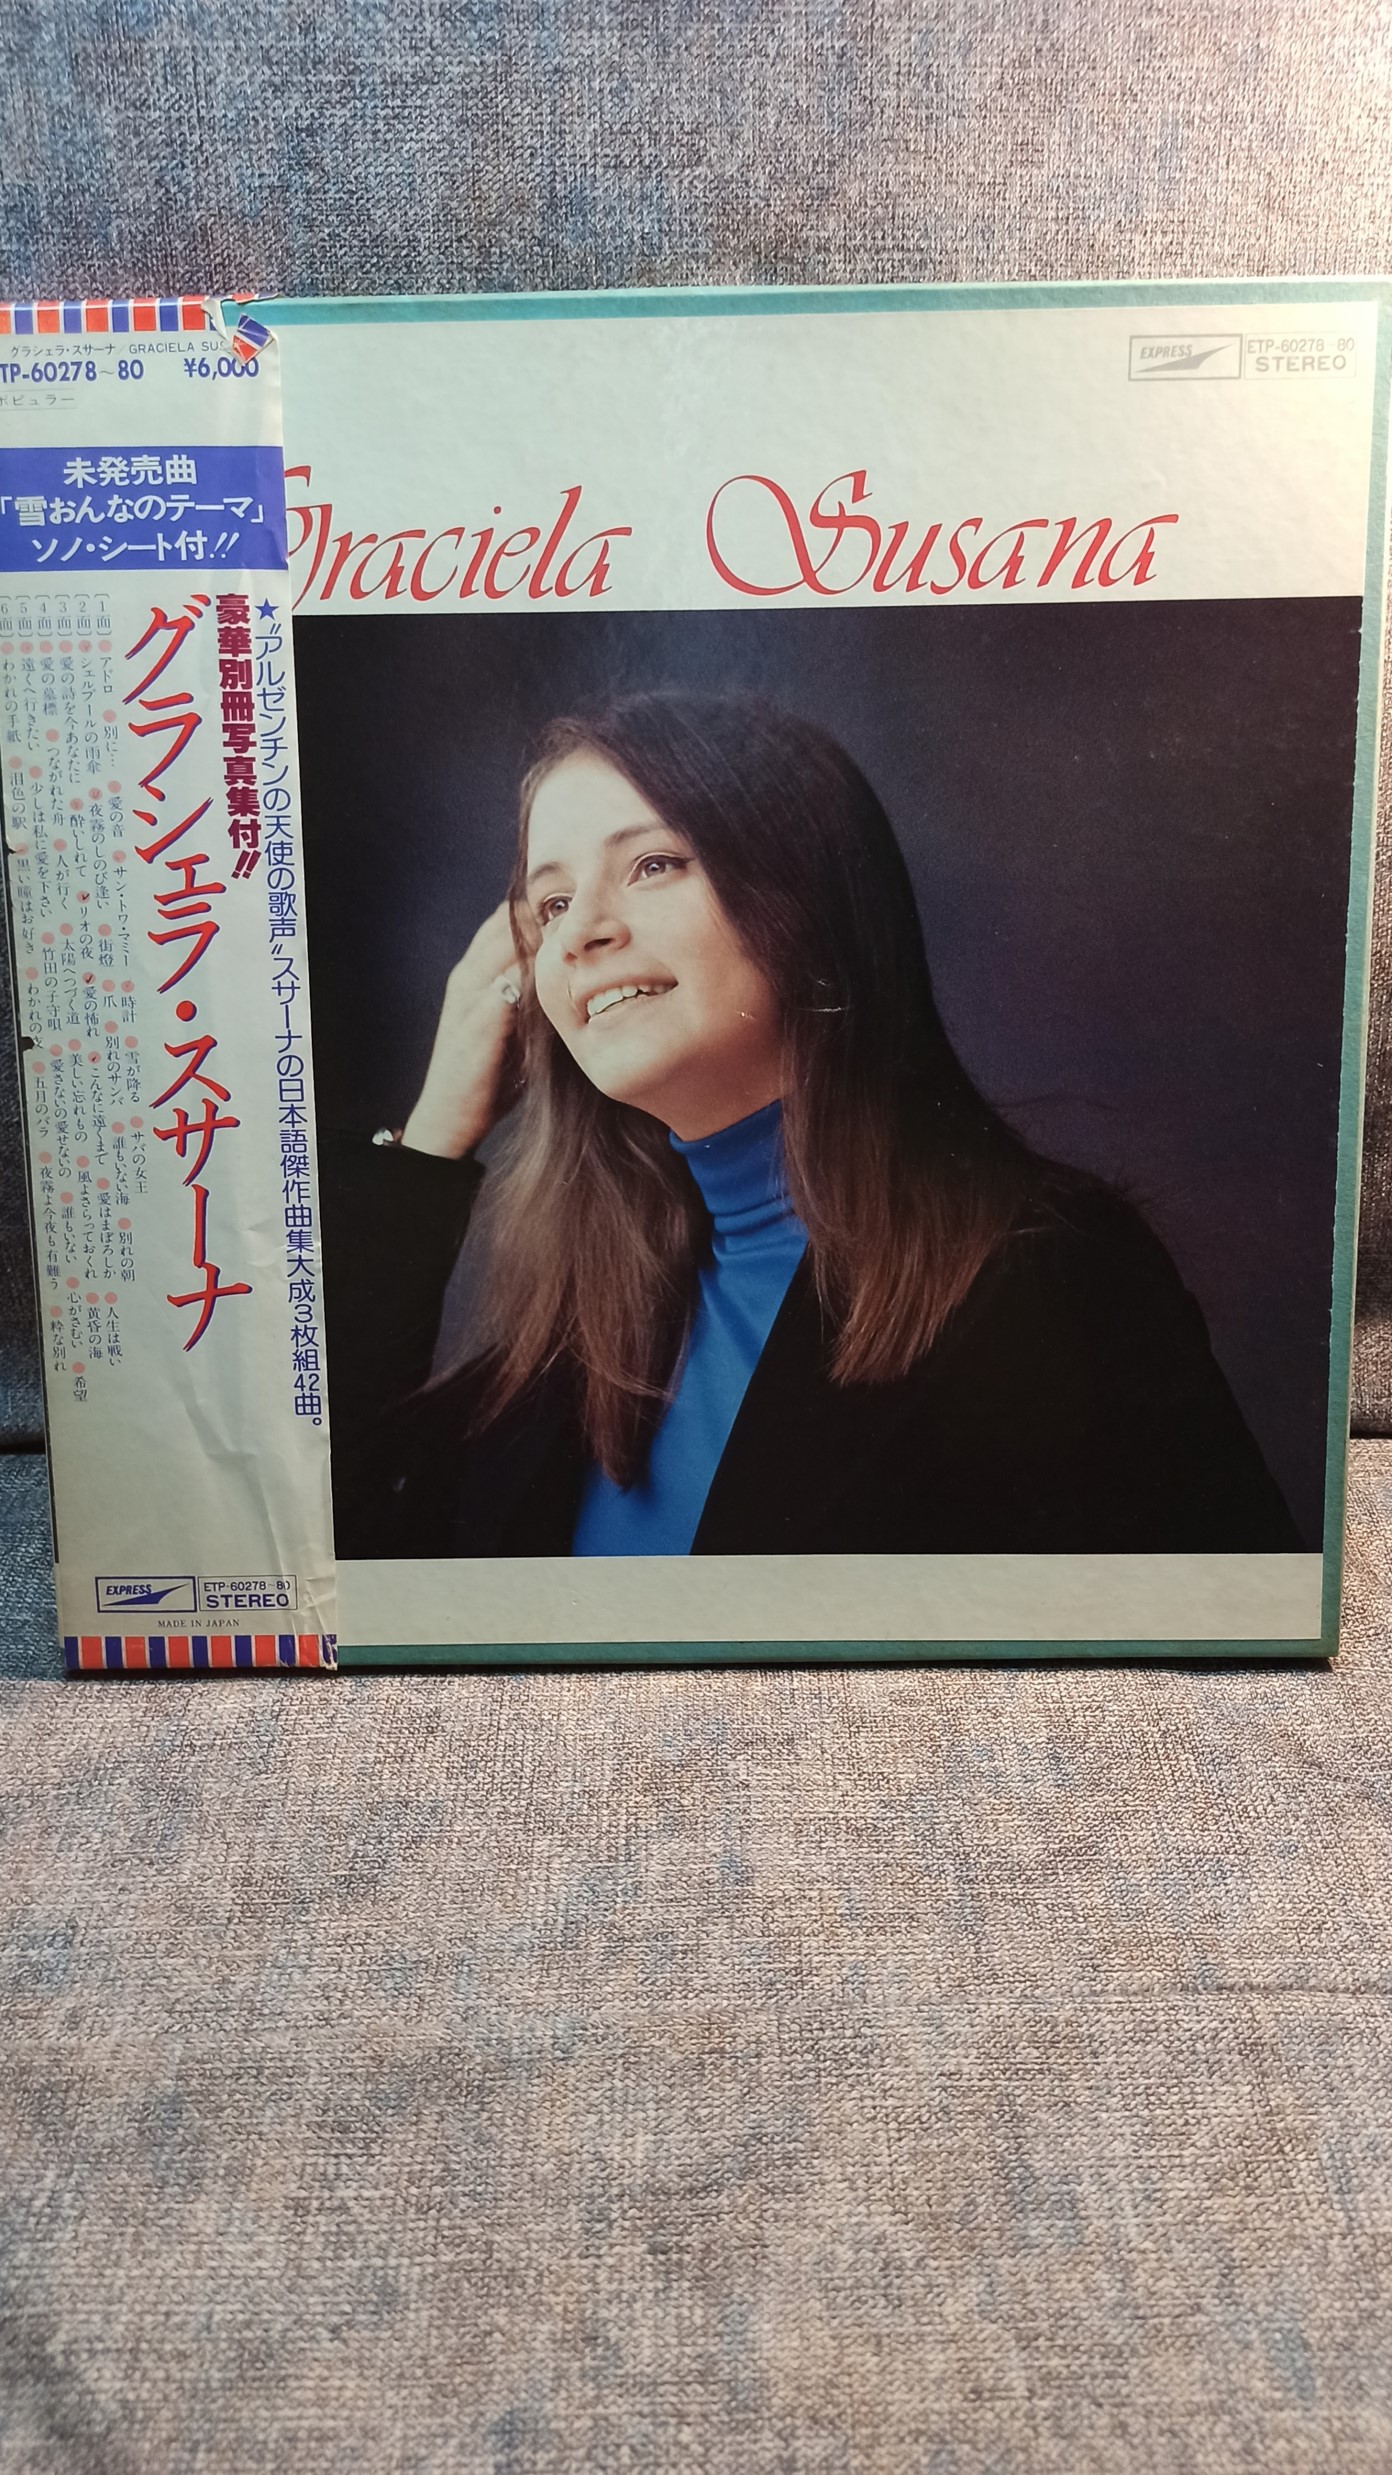 グラシェラ・スサーナ/GRACIELA SUS
TP-60278~80 ¥6,000
ポピュラー
未発売曲
「雪おんなのテーマ」
ソノ・シート付!!
EXPRESS
ETP-60278 80
STEREO
Graciela Susana
★〝アルゼンチンの天使の歌声〟スサーナの日本語傑作曲集大成3枚組42曲。
豪華別冊写真集付!!
グラシェラ・スサーナ
〔1面〕●アドロ ●別に… ●愛の音 ●サン・トワ・マミー ●時計 ●雪が降る ●サバの女王
〔2面〕●シェルブールの雨傘 ●夜霧のしのび逢い ●街燈 ●爪 ●別れのサンバ ●誰もいない海 ●別れの朝
〔3面〕●愛の詩を今あなたに ●酔いしれて ●リオの夜 ●愛の怖れ ●こんなに遠くまで ●愛はまぼろしか ●人生は戦い
〔4面〕●愛の墓標 ●つながれた舟 ●人が行く ●太陽へつづく道 ●美しい忘れもの ●風よさらっておくれ ●黄昏の海
〔5面〕●遠くへ行きたい ●少しは私に愛を下さい ●竹田の子守唄 ●愛さないの愛せないの ●誰もいない ●心がさむい ●希望
〔6面〕●わかれの手紙 ●泪色の駅 ●黒い瞳はお好き ●わかれの夜 ●五月のバラ ●夜霧よ今夜も有難う ●粋な別れ
EXPRESS
ETP-60278~80
STEREO
MADE IN JAPAN